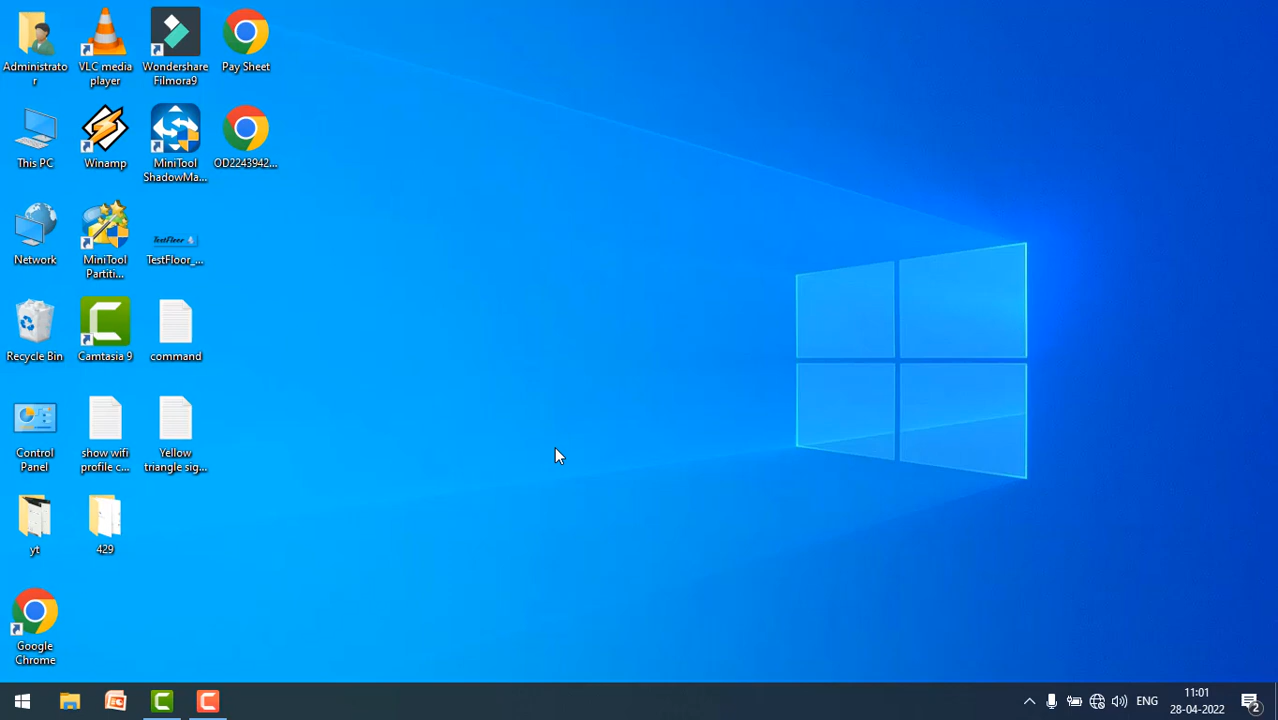 Administrato
r
VLC media
player
Wondershare
Filmora9
Pay Sheet
This PC
Winamp
MiniTool
ShadowMa...
OD2243942...
Network
MiniTool
Partiti...
TestFloor
TestFloor_...
Recycle Bin
Camtasia 9
command
Control
Panel
show wifi
profile c...
Yellow
triangle sig...
yt
429
Google
Chrome
ENG
11:01
28-04-2022
2